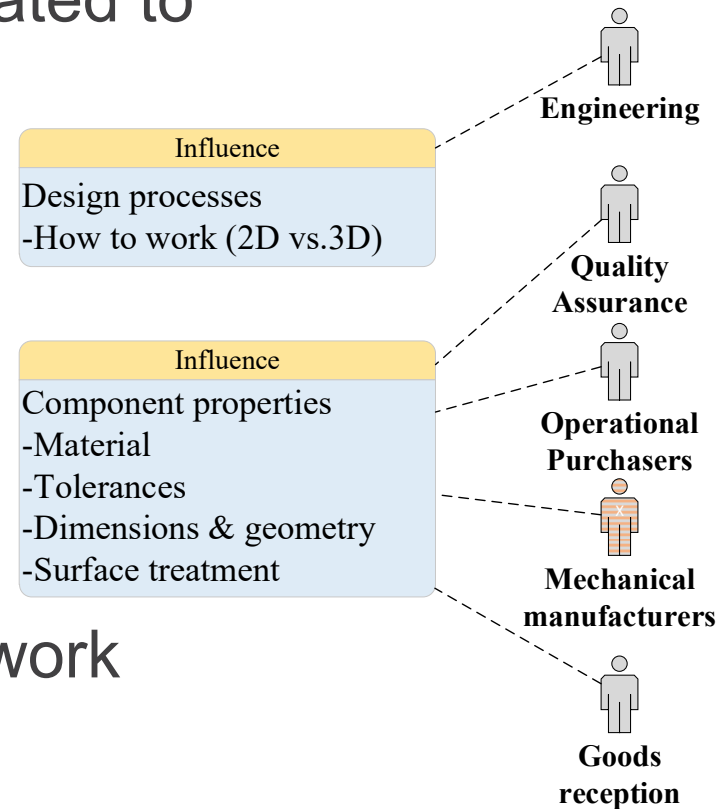 ated to
Engineering
Influence
Design processes
-How to work (2D vs.3D)
Quality
Assurance
Influence
Component properties
-Material
-Tolerances
-Dimensions & geometry
-Surface treatment
Operational
Purchasers
X
Mechanical
manufacturers
work
Goods
reception